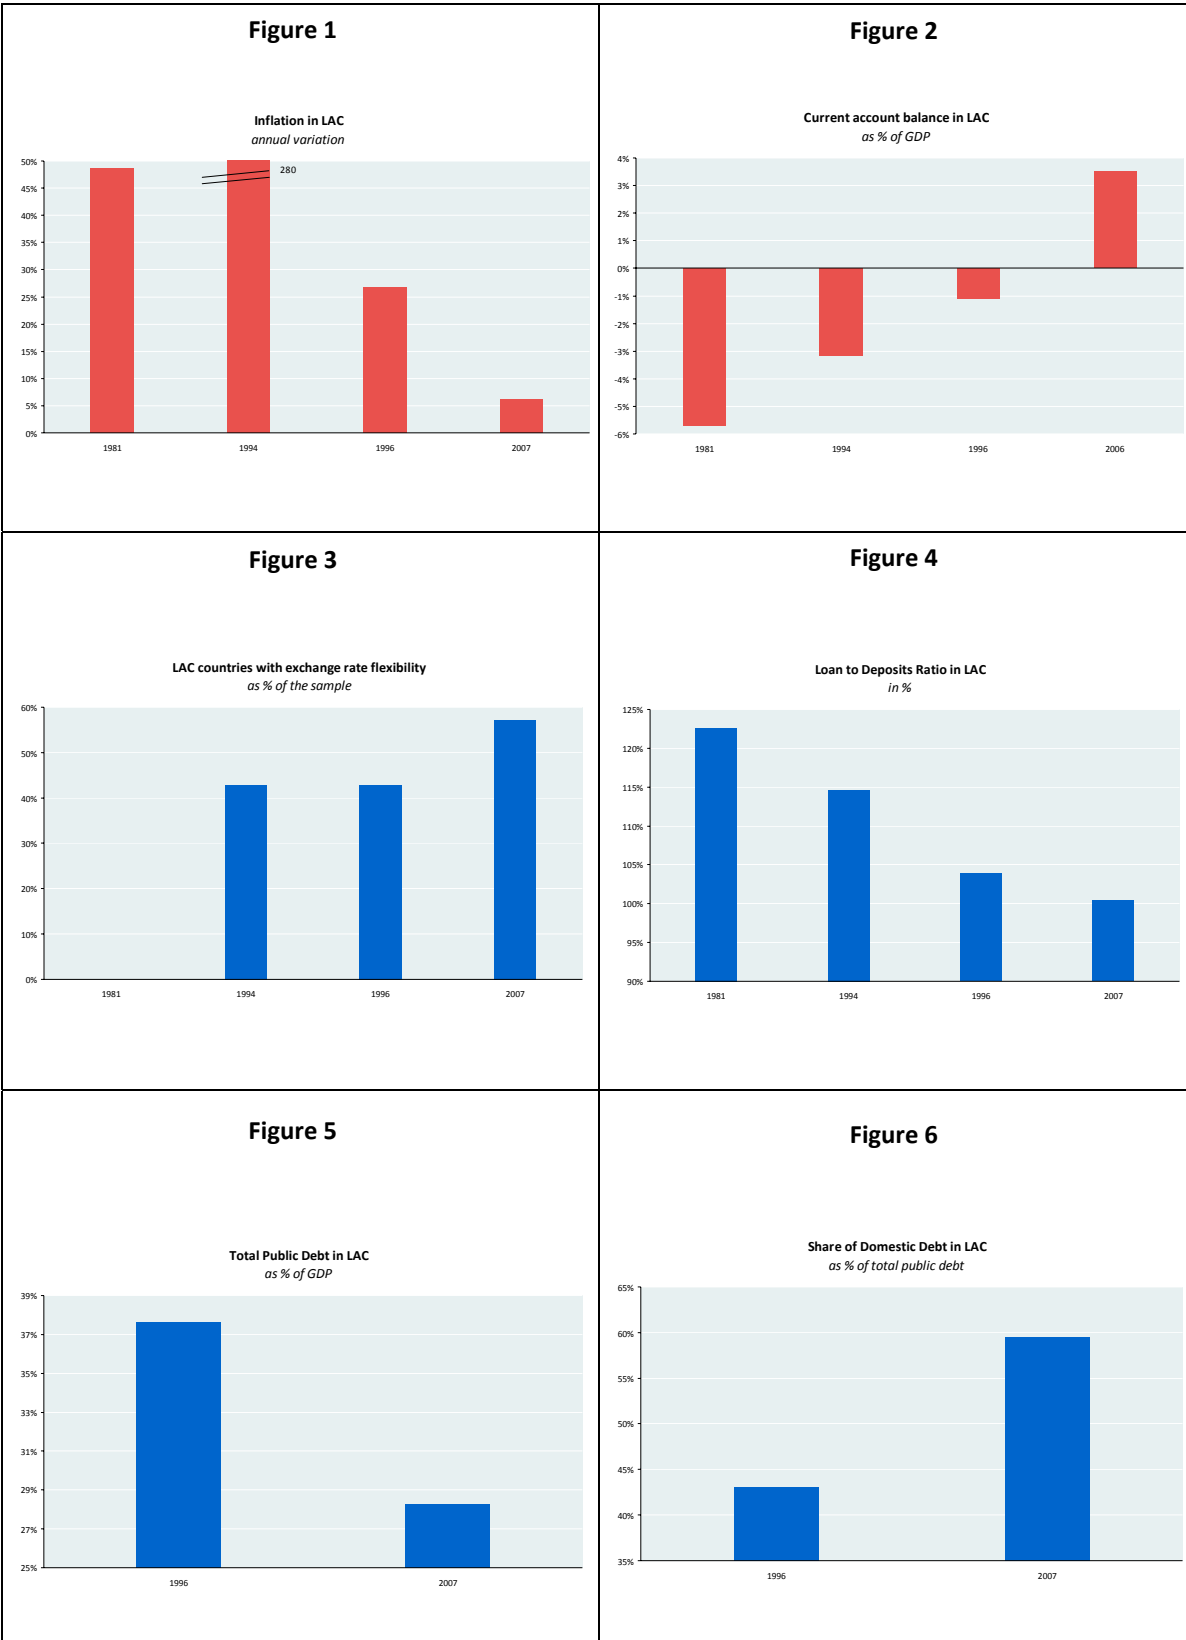 Figure 1
Inflation in LAC
annual variation
50%
280
45%
40%
35%
30%
25%
20%
15%
10%
5%
0%
1981 1994 1996 2007
Figure 2
Current account balance in LAC
as % of GDP
4%
3%
2%
1%
0%
-1%
-2%
-3%
-4%
-5%
-6%
1981 1994 1996 2006
Figure 3
LAC countries with exchange rate flexibility
as % of the sample
60%
50%
40%
30%
20%
10%
0%
1981 1994 1996 2007
Figure 4
Loan to Deposits Ratio in LAC
in %
125%
120%
115%
110%
105%
100%
95%
90%
1981 1994 1996 2007
Figure 5
Total Public Debt in LAC
as % of GDP
39%
37%
35%
33%
31%
29%
27%
25%
1996 2007
Figure 6
Share of Domestic Debt in LAC
as % of total public debt
65%
60%
55%
50%
45%
40%
35%
1996 2007